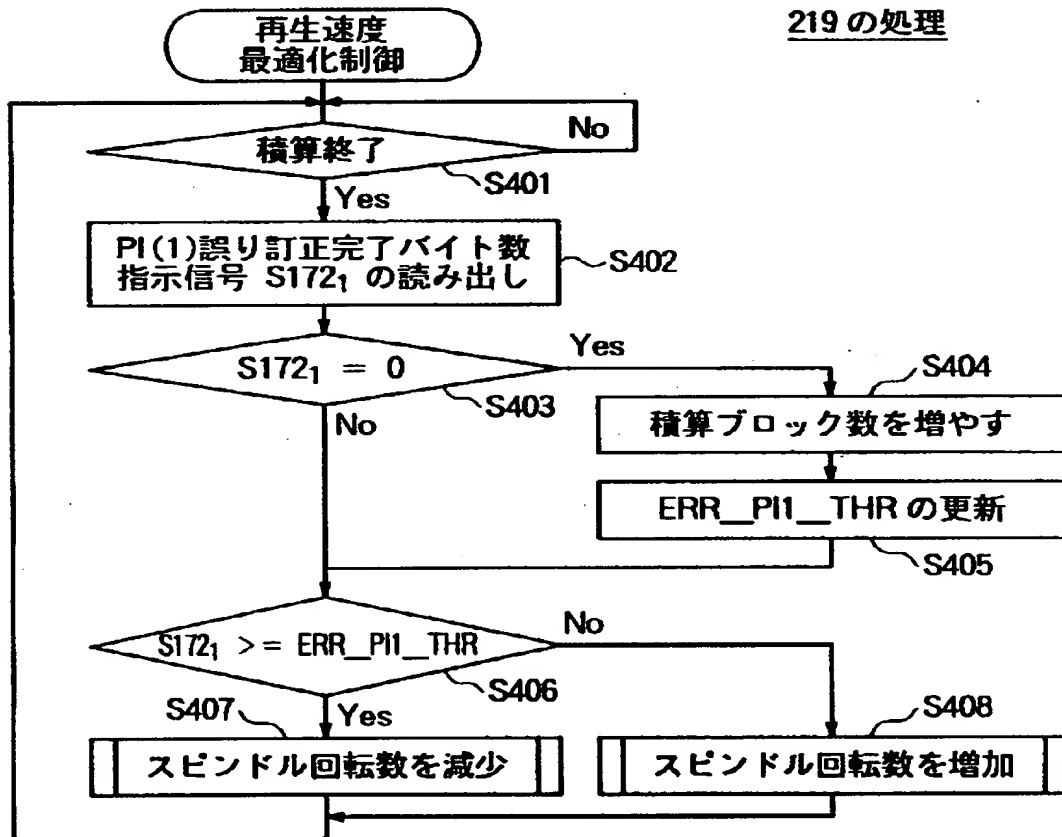 再生速度
最適化制御
219 の処理
No
積算終了
S401
Yes
PI(1)誤り訂正完了バイト数
指示信号 S172₁ の読み出し
S402
S172₁ = 0
Yes
S403
No
S404
積算ブロック数を増やす
ERR__PI1__THR の更新
S405
S172₁ >= ERR__PI1__THR
No
S406
Yes
S407
スピンドル回転数を減少
S408
スピンドル回転数を増加